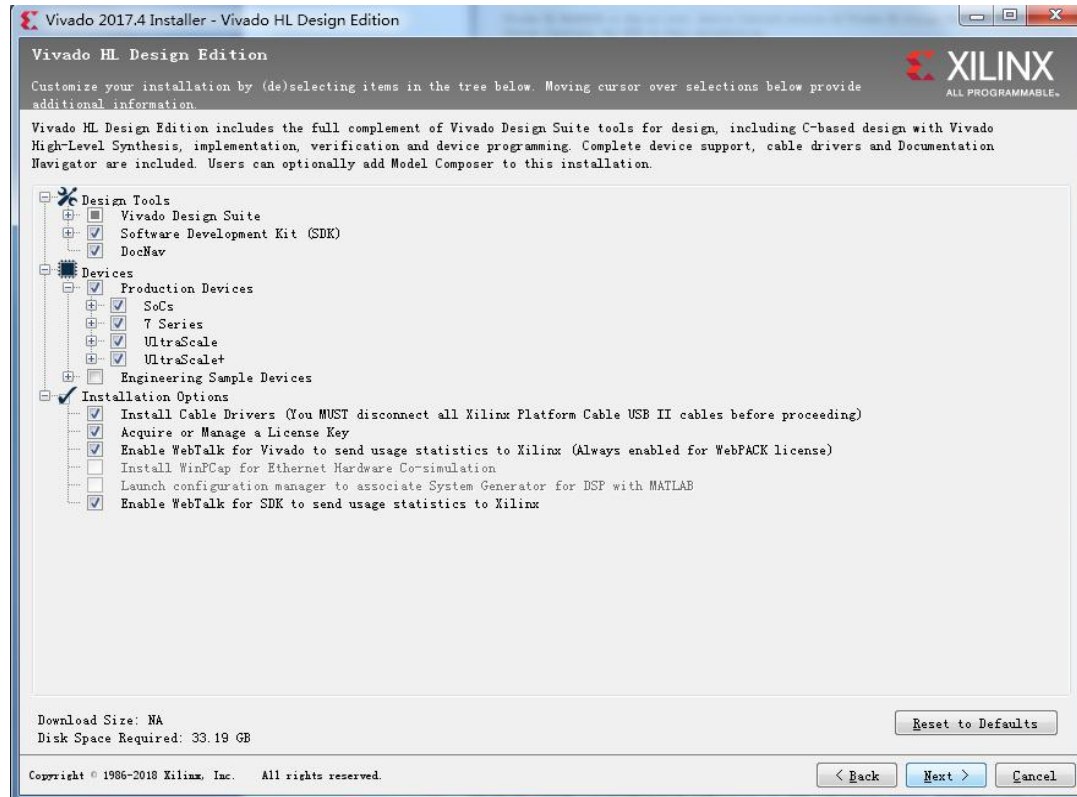 Vivado 2017.4 Installer - Vivado HL Design Edition
Vivado HL Design Edition
Customize your installation by (de)selecting items in the tree below. Moving cursor over selections below provide
additional information.
XILINX
ALL PROGRAMMABLE.
Vivado HL Design Edition includes the full complement of Vivado Design Suite tools for design, including C-based design with Vivado
High-Level Synthesis, implementation, verification and device programming. Complete device support, cable drivers and Documentation
Navigator are included. Users can optionally add Model Composer to this installation.
Design Tools
Vivado Design Suite
Software Development Kit (SDK)
DocNav
Devices
Production Devices
SoCs
7 Series
UltraScale
UltraScale+
Engineering Sample Devices
Installation Options
Install Cable Drivers (You MUST disconnect all Xilinx Platform Cable USB II cables before proceeding)
Acquire or Manage a License Key
Enable WebTalk for Vivado to send usage statistics to Xilinx (Always enabled for WebPACK license)
Install WinPCap for Ethernet Hardware Co-simulation
Launch configuration manager to associate System Generator for DSP with MATLAB
Enable WebTalk for SDK to send usage statistics to Xilinx
Download Size: NA
Disk Space Required: 33.19 GB
Reset to Defaults
Copyright © 1986-2018 Xilinx, Inc. All rights reserved.
< Back
Next >
Cancel